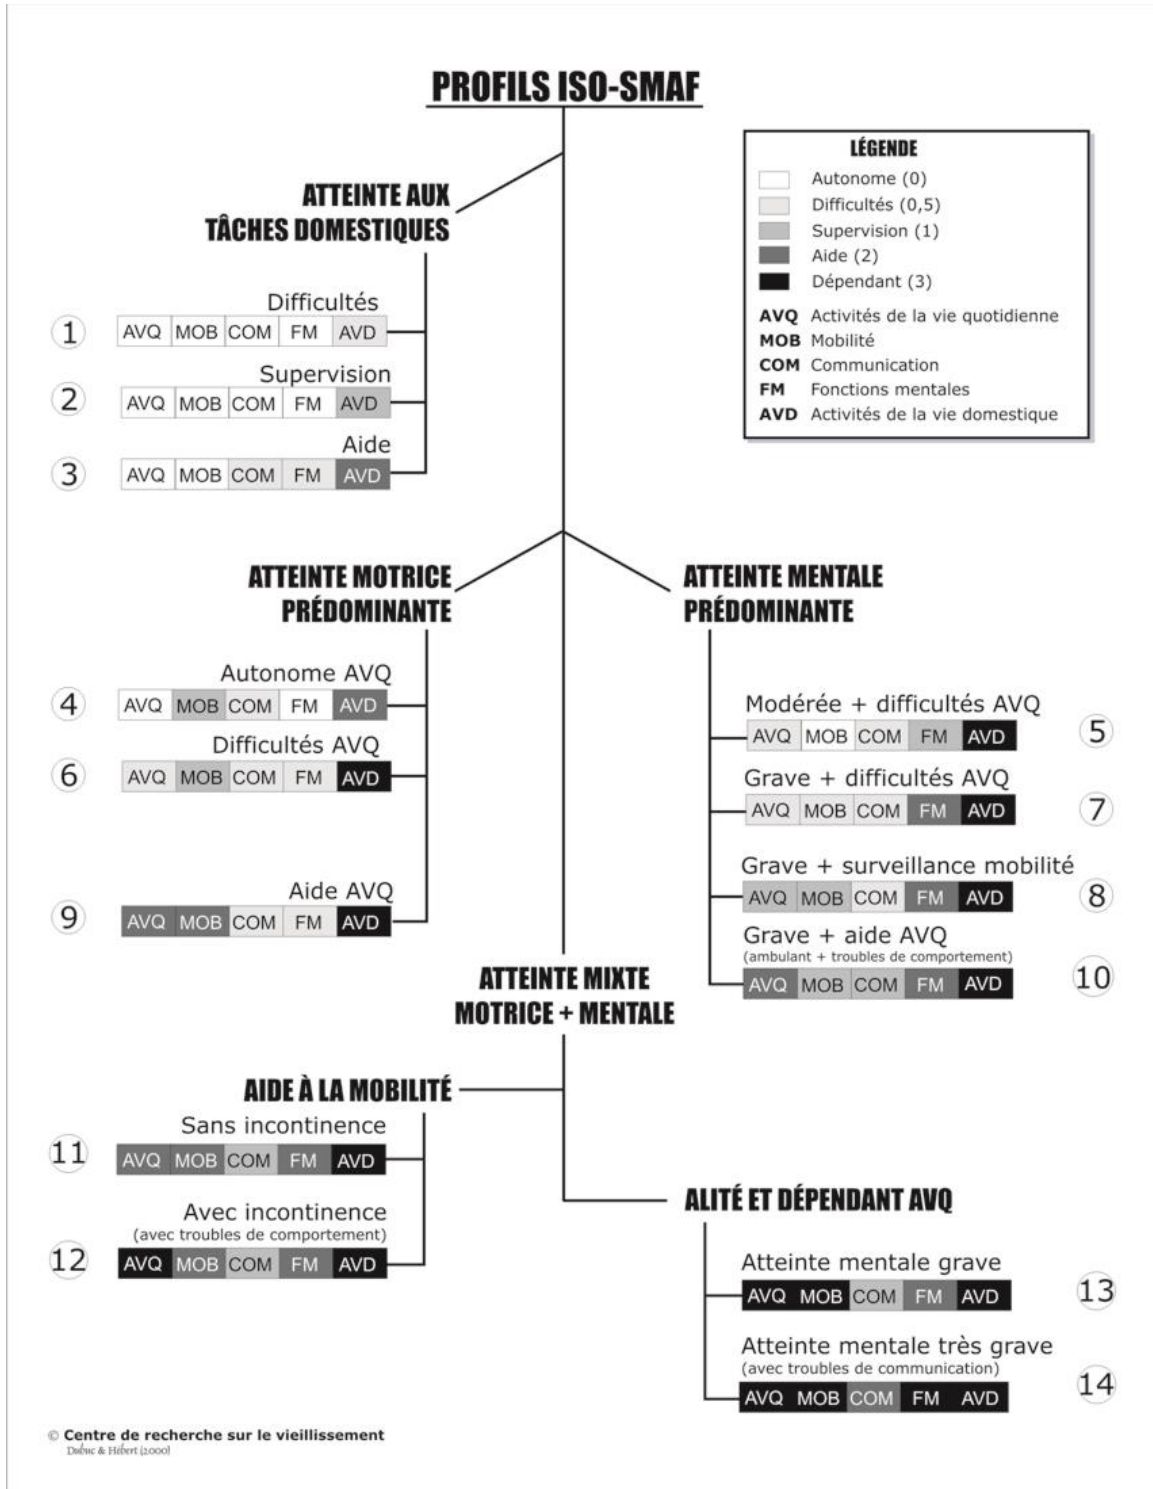 PROFILS ISO-SMAF
LÉGENDE
Autonome (0)
Difficultés (0,5)
Supervision (1)
Aide (2)
Dépendant (3)
AVQ Activités de la vie quotidienne
MOB Mobilité
COM Communication
FM Fonctions mentales
AVD Activités de la vie domestique
ATTEINTE AUX
TÂCHES DOMESTIQUES
Difficultés
1 AVQ MOB COM FM AVD
Supervision
2 AVQ MOB COM FM AVD
Aide
3 AVQ MOB COM FM AVD
ATTEINTE MOTRICE
PRÉDOMINANTE
Autonome AVQ
4 AVQ MOB COM FM AVD
Difficultés AVQ
6 AVQ MOB COM FM AVD
Aide AVQ
9 AVQ MOB COM FM AVD
ATTEINTE MENTALE
PRÉDOMINANTE
Modérée + difficultés AVQ
AVQ MOB COM FM AVD 5
Grave + difficultés AVQ
AVQ MOB COM FM AVD 7
Grave + surveillance mobilité
AVQ MOB COM FM AVD 8
Grave + aide AVQ
(ambulant + troubles de comportement)
AVQ MOB COM FM AVD 10
ATTEINTE MIXTE
MOTRICE + MENTALE
AIDE À LA MOBILITÉ
Sans incontinence
11 AVQ MOB COM FM AVD
Avec incontinence
(avec troubles de comportement)
12 AVQ MOB COM FM AVD
ALITÉ ET DÉPENDANT AVQ
Atteinte mentale grave
AVQ MOB COM FM AVD 13
Atteinte mentale très grave
(avec troubles de communication)
AVQ MOB COM FM AVD 14
© Centre de recherche sur le vieillissement
Dubuc & Hébert (2000)